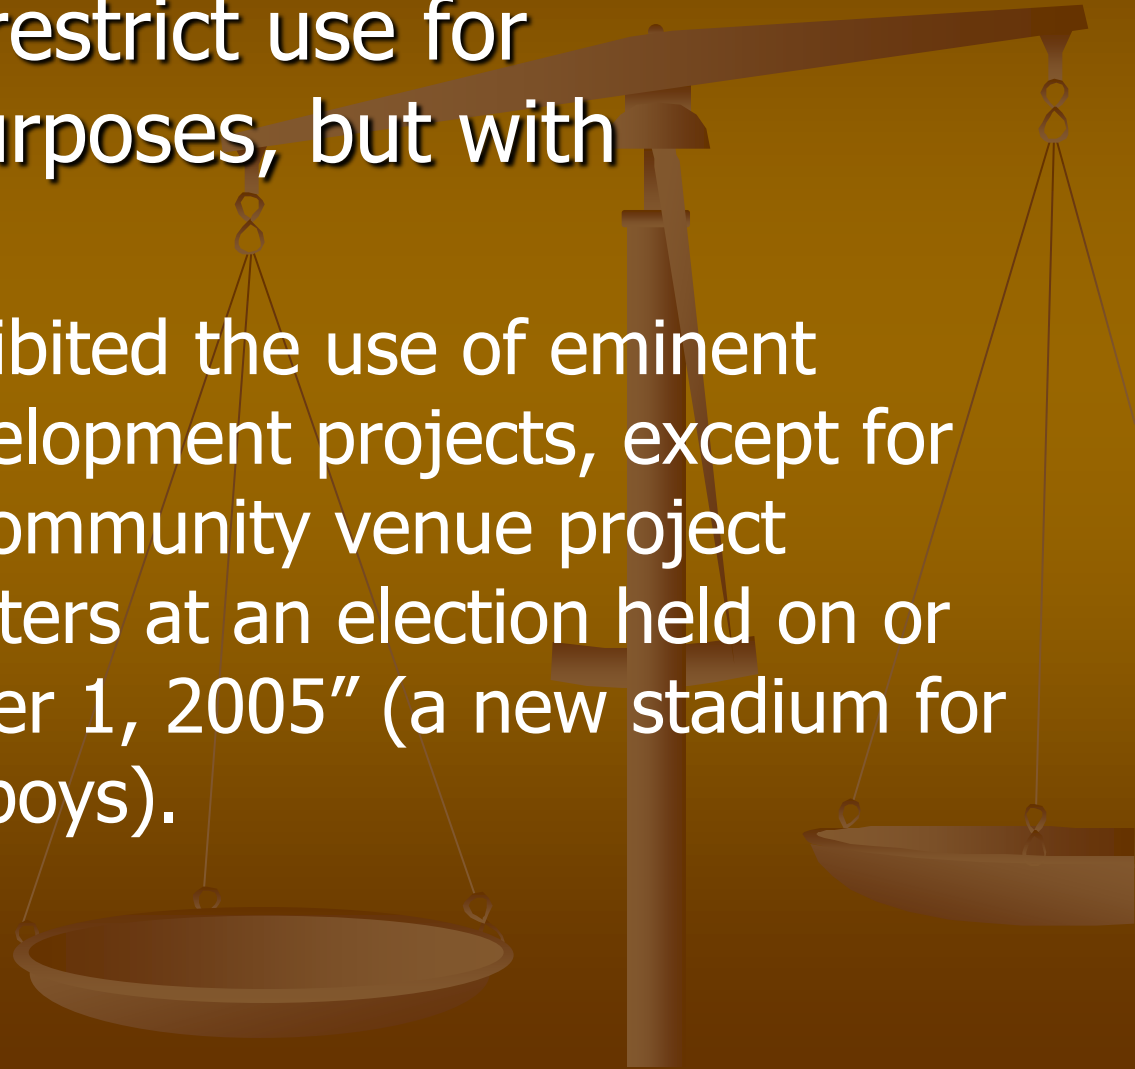 restrict use for
urposes, but with
ibited the use of eminent
elopment projects, except for
ommunity venue project
ters at an election held on or
er 1, 2005” (a new stadium for
boys).